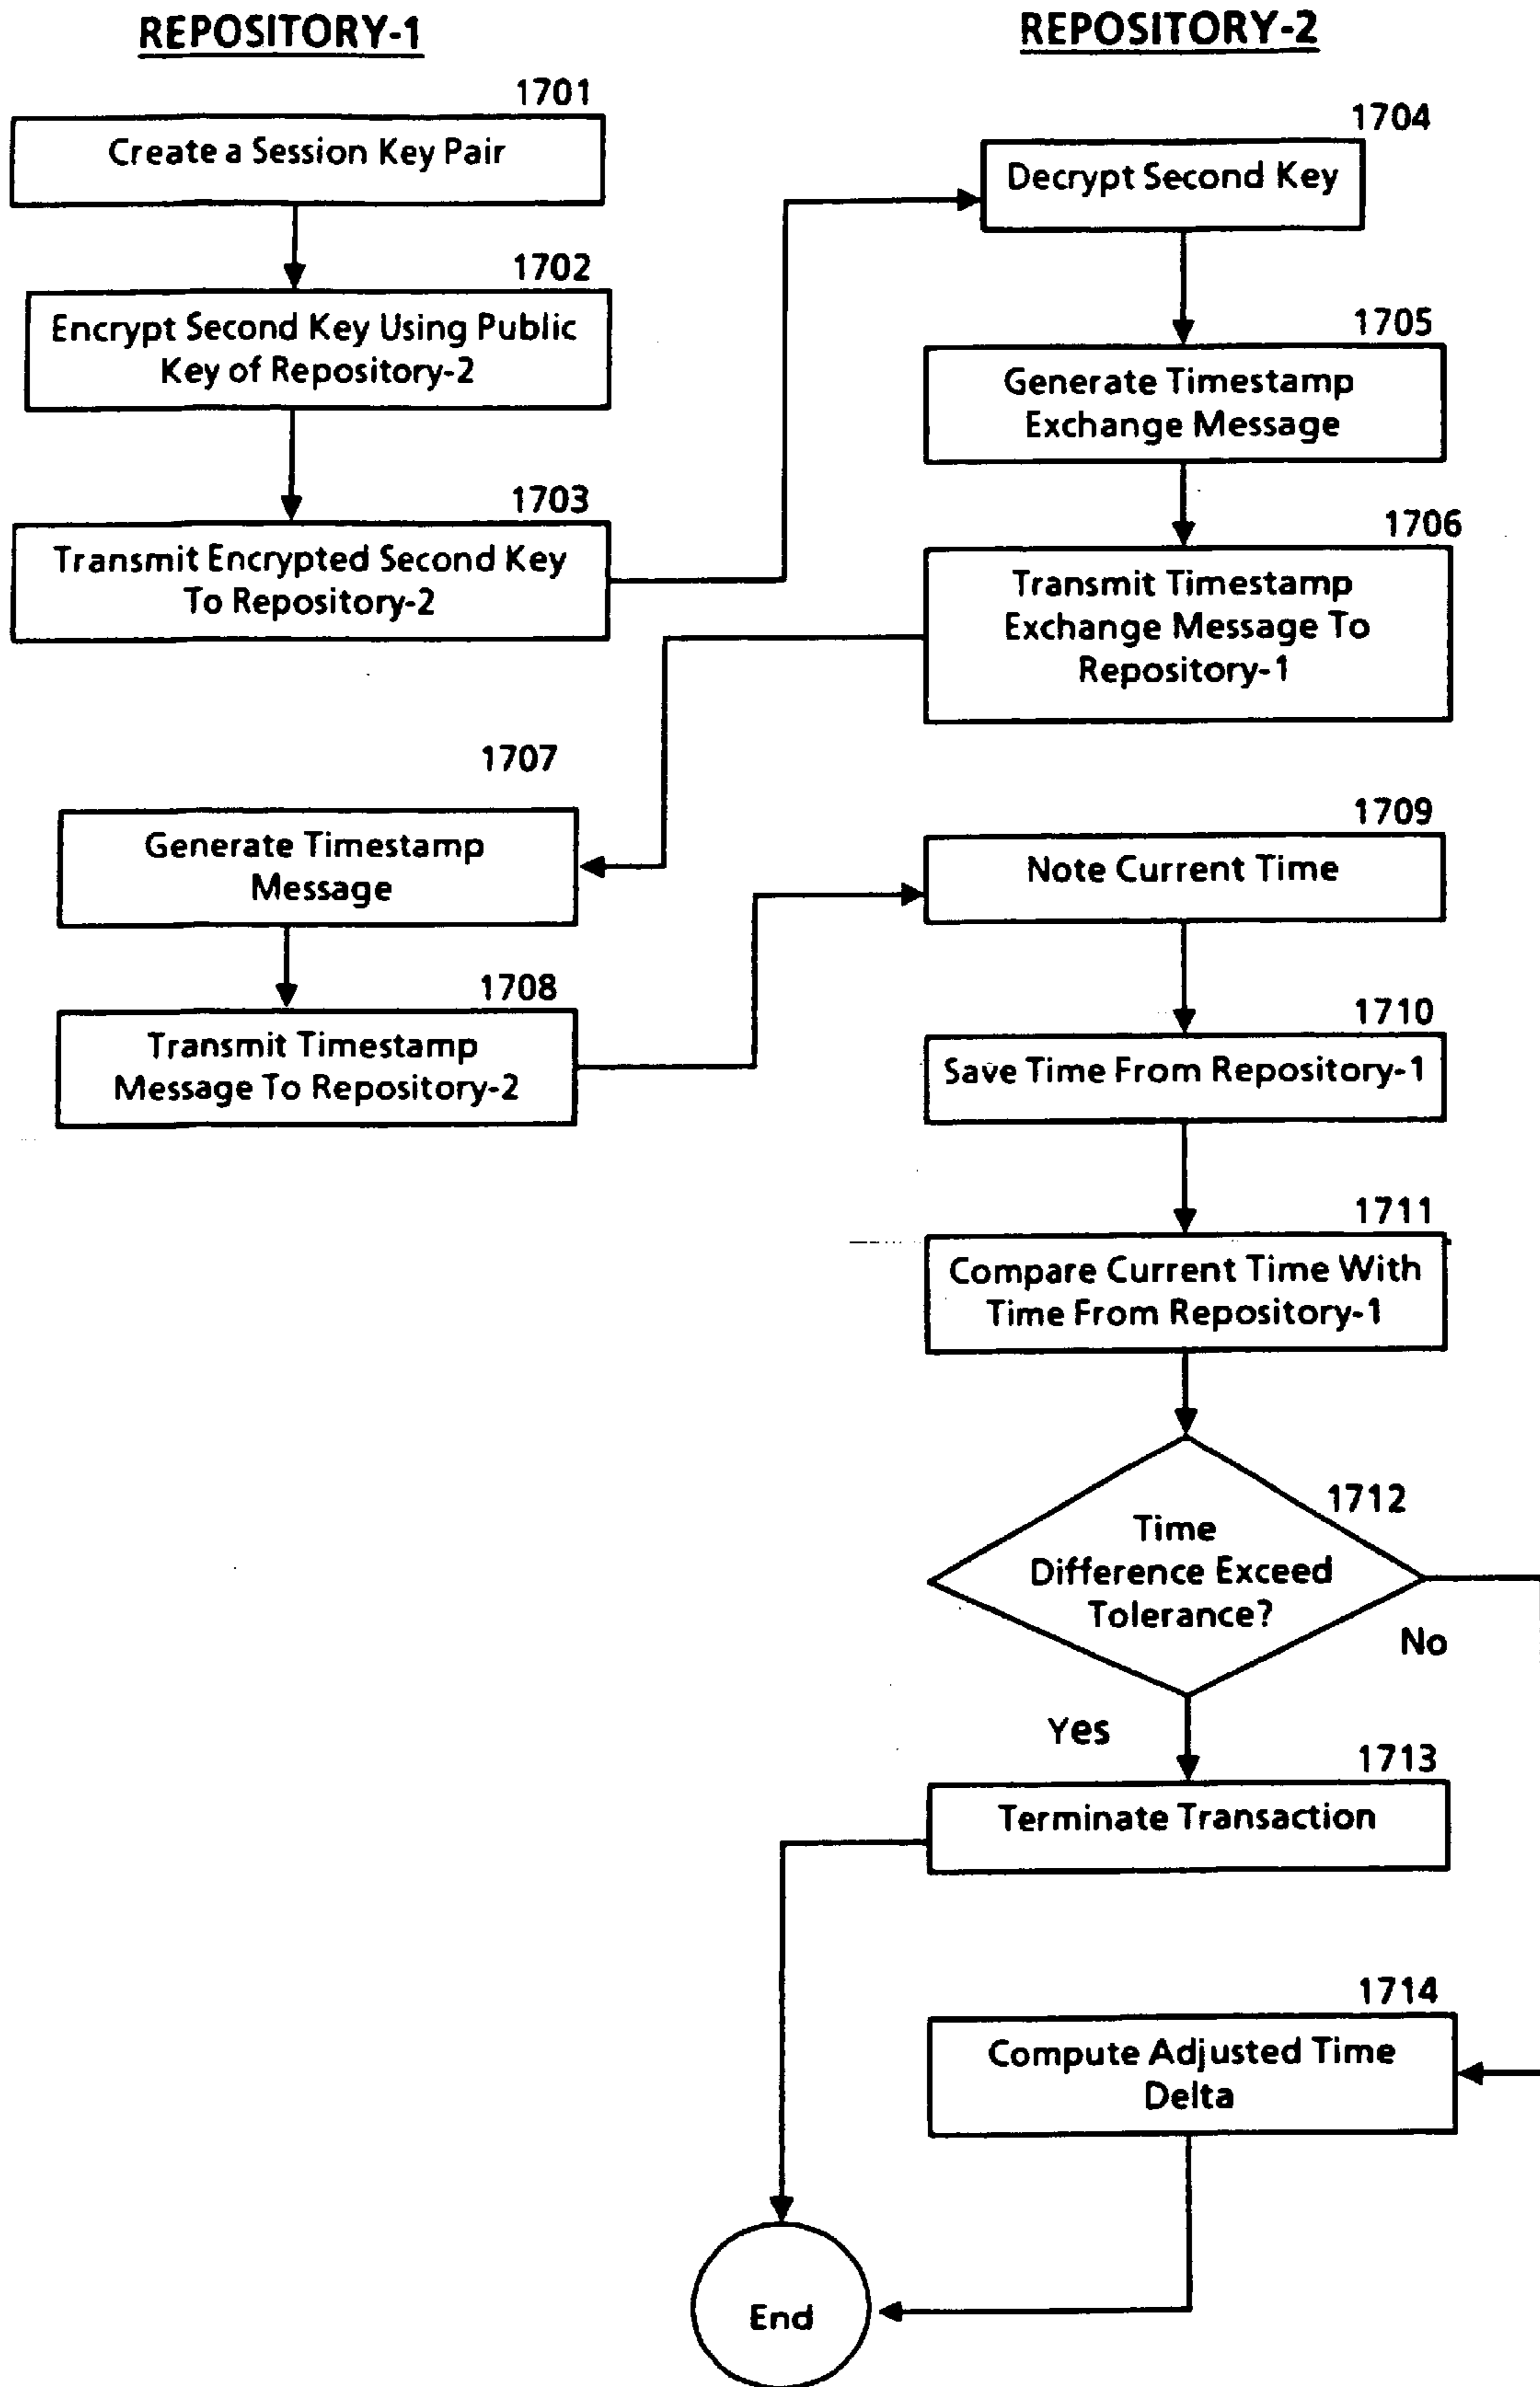 REPOSITORY-1
REPOSITORY-2
1701
Create a Session Key Pair
1702
Encrypt Second Key Using Public
Key of Repository-2
1703
Transmit Encrypted Second Key
To Repository-2
1704
Decrypt Second Key
1705
Generate Timestamp
Exchange Message
1706
Transmit Timestamp
Exchange Message To
Repository-1
1707
Generate Timestamp
Message
1708
Transmit Timestamp
Message To Repository-2
1709
Note Current Time
1710
Save Time From Repository-1
1711
Compare Current Time With
Time From Repository-1
1712
Time
Difference Exceed
Tolerance?
No
Yes
1713
Terminate Transaction
1714
Compute Adjusted Time
Delta
End